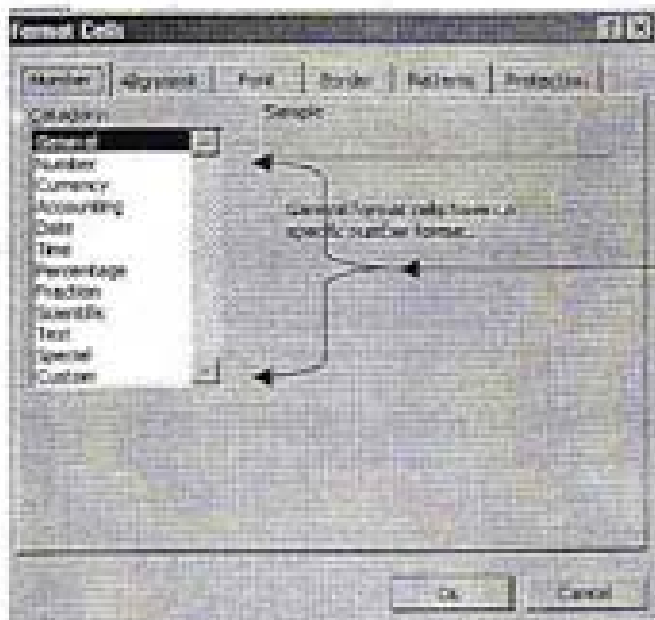 Format Cells
Number Alignment Font Border Patterns Protection
Category:
Sample
General
Number
Currency
Accounting
Date
Time
Percentage
Fraction
Scientific
Text
Special
Custom
General format cells have no
specific number format.
OK Cancel